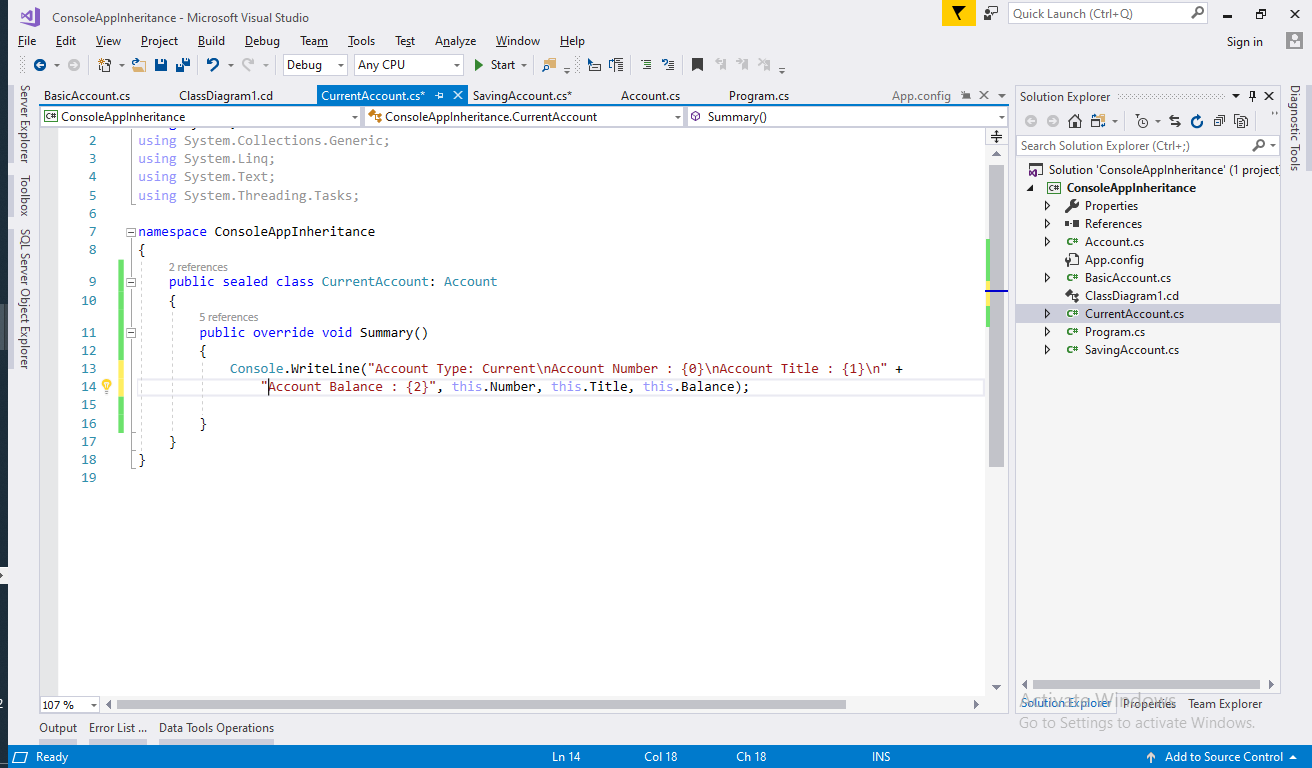 ConsoleAppInheritance - Microsoft Visual Studio
Quick Launch (Ctrl+Q)
File Edit View Project Build Debug Team Tools Test Analyze Window Help
Sign in
Debug Any CPU Start
BasicAccount.cs ClassDiagram1.cd CurrentAccount.cs* SavingAccount.cs* Account.cs Program.cs App.config
ConsoleAppInheritance ConsoleAppInheritance.CurrentAccount Summary()
Server Explorer
Toolbox
SQL Server Object Explorer
2 using System.Collections.Generic;
3 using System.Linq;
4 using System.Text;
5 using System.Threading.Tasks;
6
7 namespace ConsoleAppInheritance
8 {
2 references
9 public sealed class CurrentAccount: Account
10 {
5 references
11 public override void Summary()
12 {
13 Console.WriteLine("Account Type: Current\nAccount Number : {0}\nAccount Title : {1}\n" +
14 "Account Balance : {2}", this.Number, this.Title, this.Balance);
15
16 }
17 }
18 }
19
107 %
Solution Explorer
Search Solution Explorer (Ctrl+;)
Solution 'ConsoleAppInheritance' (1 project
C# ConsoleAppInheritance
Properties
References
C# Account.cs
App.config
C# BasicAccount.cs
ClassDiagram1.cd
C# CurrentAccount.cs
C# Program.cs
C# SavingAccount.cs
Diagnostic Tools
Solution Explorer Properties Team Explorer
Activate Windows
Go to Settings to activate Windows.
Output Error List ... Data Tools Operations
Ready Ln 14 Col 18 Ch 18 INS Add to Source Control